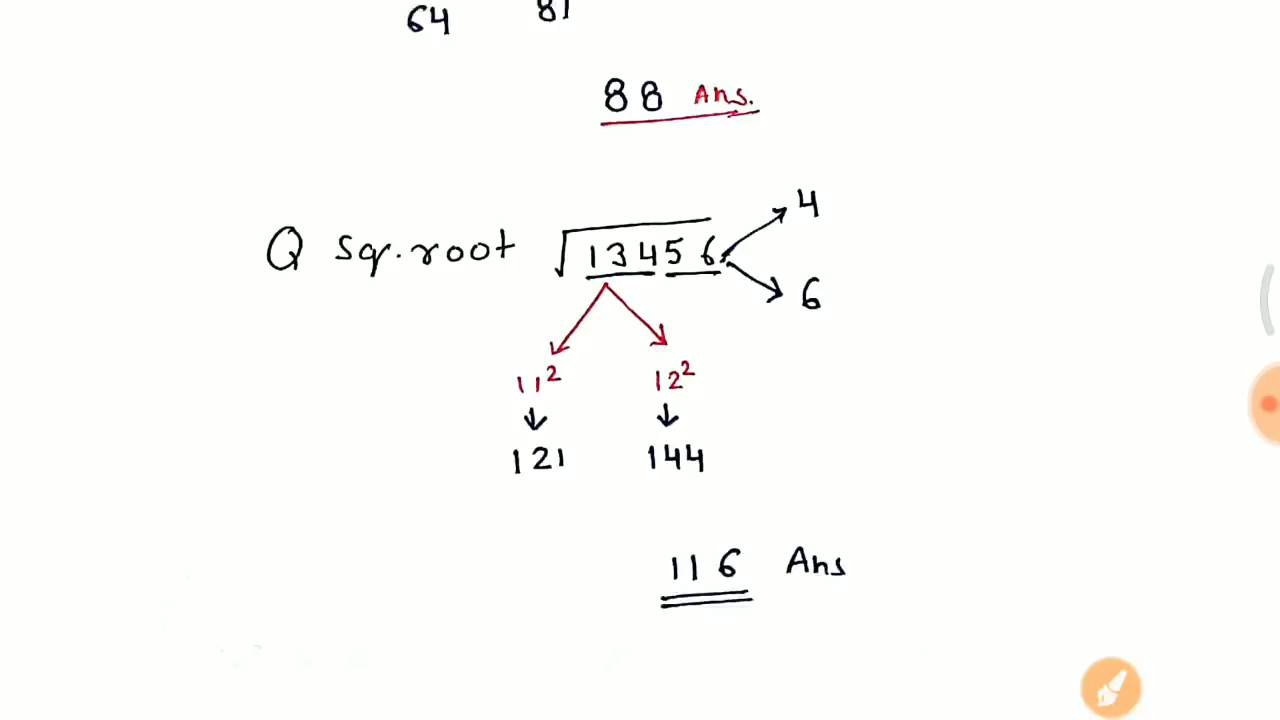 64 81
88 Ans.
4
Q Sq. root √13456
6
11² 12²
↓ ↓
121 144
116 Ans